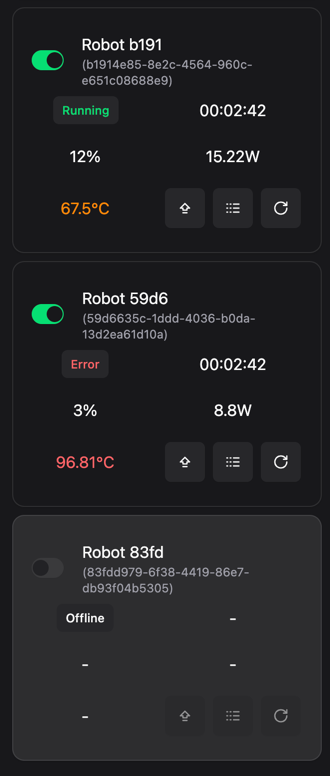 Robot b191
(b1914e85-8e2c-4564-960c-
e651c08688e9)
Running 00:02:42
12% 15.22W
67.5°C
Robot 59d6
(59d6635c-1ddd-4036-b0da-
13d2ea61d10a)
Error 00:02:42
3% 8.8W
96.81°C
Robot 83fd
(83fdd979-6f38-4419-86e7-
db93f04b5305)
Offline -
- -
-